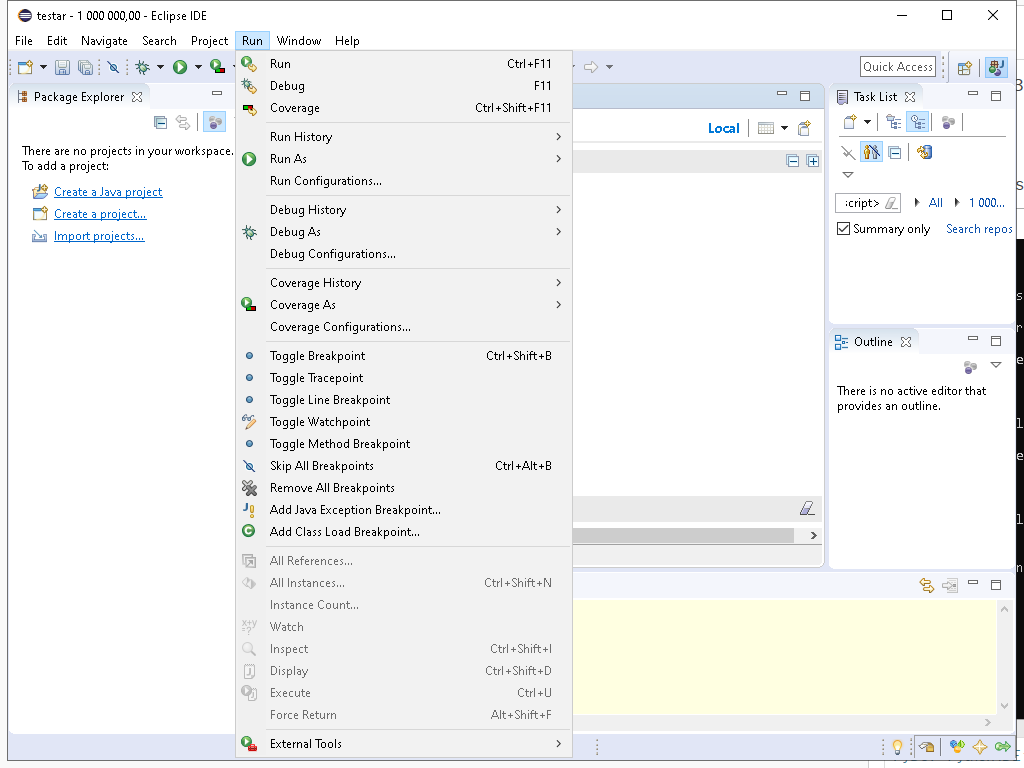 testar - 1 000 000,00 - Eclipse IDE
File Edit Navigate Search Project Run Window Help
Quick Access
Package Explorer
There are no projects in your workspace.
To add a project:
Create a Java project
Create a project...
Import projects...
Run Ctrl+F11
Debug F11
Coverage Ctrl+Shift+F11
Run History
Run As
Run Configurations...
Debug History
Debug As
Debug Configurations...
Coverage History
Coverage As
Coverage Configurations...
Toggle Breakpoint Ctrl+Shift+B
Toggle Tracepoint
Toggle Line Breakpoint
Toggle Watchpoint
Toggle Method Breakpoint
Skip All Breakpoints Ctrl+Alt+B
Remove All Breakpoints
Add Java Exception Breakpoint...
Add Class Load Breakpoint...
All References...
All Instances... Ctrl+Shift+N
Instance Count...
Watch
Inspect Ctrl+Shift+I
Display Ctrl+Shift+D
Execute Ctrl+U
Force Return Alt+Shift+F
External Tools
Local
Task List
:cript> All 1 000...
Summary only Search repos
Outline
There is no active editor that
provides an outline.